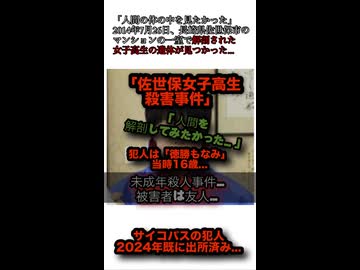 「人間の体の中を見たかった」
2014年7月26日、長崎県佐世保市の
マンションの一室で解剖された
女子高生の遺体が見つかった...
「佐世保女子高生
殺害事件」
「人間を
解剖してみたかった...」
犯人は「徳勝もなみ」
当時16歳...
未成年殺人事件...
被害者は友人...
サイコパスの犯人
2024年既に出所済み...